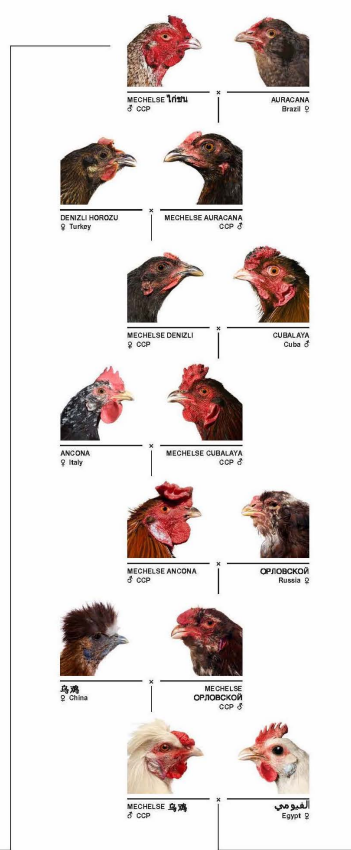 MECHELSE ไก่ชน
♂ CCP
AURACANA
Brazil ♀
DENIZLI HOROZU
♀ Turkey
MECHELSE AURACANA
CCP ♂
MECHELSE DENIZLI
♀ CCP
CUBALAYA
Cuba ♂
ANCONA
♀ Italy
MECHELSE CUBALAYA
CCP ♂
MECHELSE ANCONA
♂ CCP
ОРЛОВСКОЙ
Russia ♀
乌鸡
♀ China
MECHELSE
ОРЛОВСКОЙ
CCP ♂
MECHELSE 乌鸡
♂ CCP
الفيومي
Egypt ♀